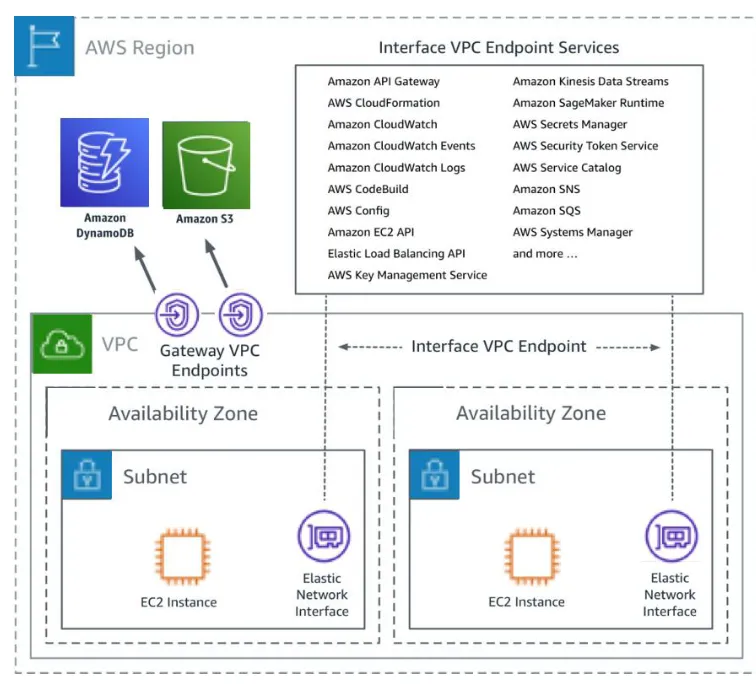 AWS Region
Interface VPC Endpoint Services
Amazon API Gateway
AWS CloudFormation
Amazon CloudWatch
Amazon CloudWatch Events
Amazon CloudWatch Logs
AWS CodeBuild
AWS Config
Amazon EC2 API
Elastic Load Balancing API
AWS Key Management Service
Amazon Kinesis Data Streams
Amazon SageMaker Runtime
AWS Secrets Manager
AWS Security Token Service
AWS Service Catalog
Amazon SNS
Amazon SQS
AWS Systems Manager
and more ...
Amazon
DynamoDB
Amazon S3
VPC
Gateway VPC
Endpoints
Interface VPC Endpoint
Availability Zone
Subnet
EC2 Instance
Elastic
Network
Interface
Availability Zone
Subnet
EC2 Instance
Elastic
Network
Interface